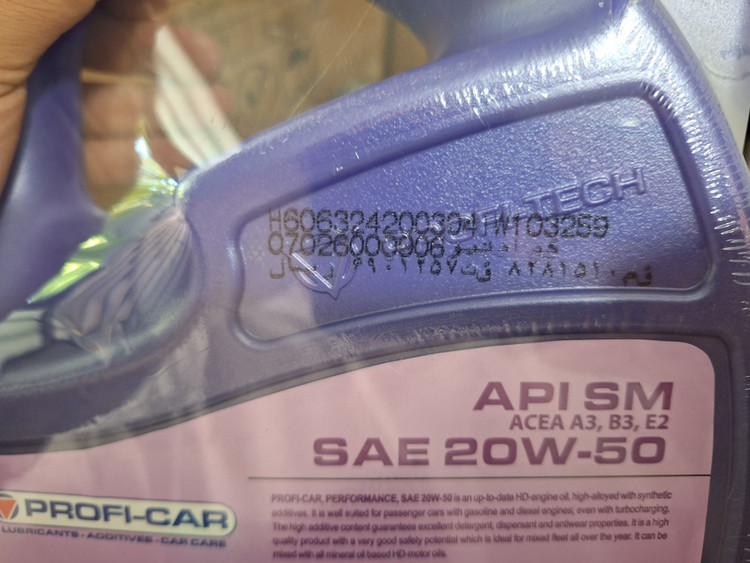 TECH
H60632420032041W103269
07026000006
ریال
API SM
ACEA A3, B3, E2
SAE 20W-50
PROFI-CAR
LUBRICANTS - ADDITIVES - CAR CARE
PROFI-CAR, PERFORMANCE, SAE 20W-50 is an up-to-date HD-engine oil, high-alloyed with synthetic
additives. It is well suited for passenger cars with gasoline and diesel engines, even with turbocharging.
The high additive content guarantees excellent detergent, dispersant and antiwear properties. It is a high
quality product with a very good safety potential which is ideal for mixed fleet all over the year. It can be
mixed with all mineral oil based HD-motor oils.